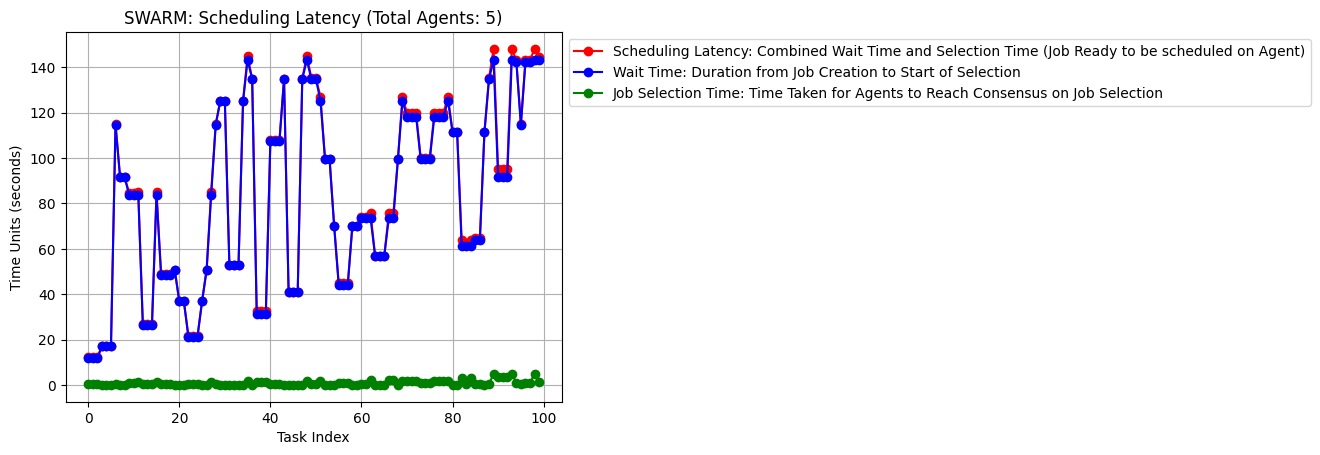 SWARM: Scheduling Latency (Total Agents: 5)
Scheduling Latency: Combined Wait Time and Selection Time (Job Ready to be scheduled on Agent)
Wait Time: Duration from Job Creation to Start of Selection
Job Selection Time: Time Taken for Agents to Reach Consensus on Job Selection
Time Units (seconds)
140
120
100
80
60
40
20
0
0 20 40 60 80 100
Task Index